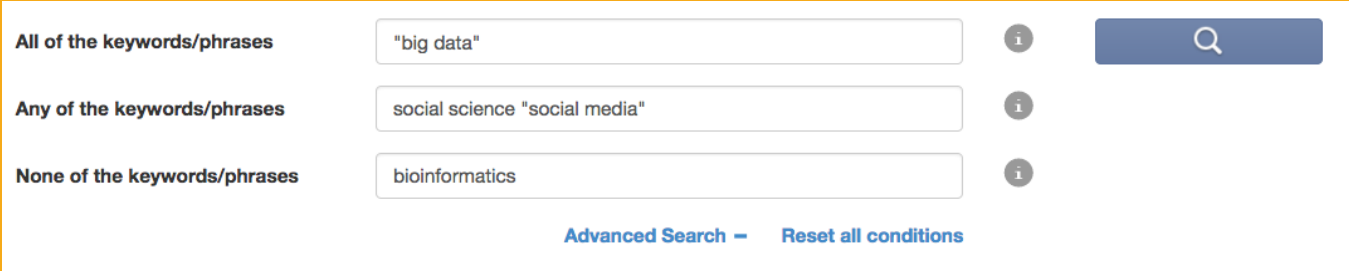 All of the keywords/phrases "big data"
Any of the keywords/phrases social science "social media"
None of the keywords/phrases bioinformatics
Advanced Search − Reset all conditions